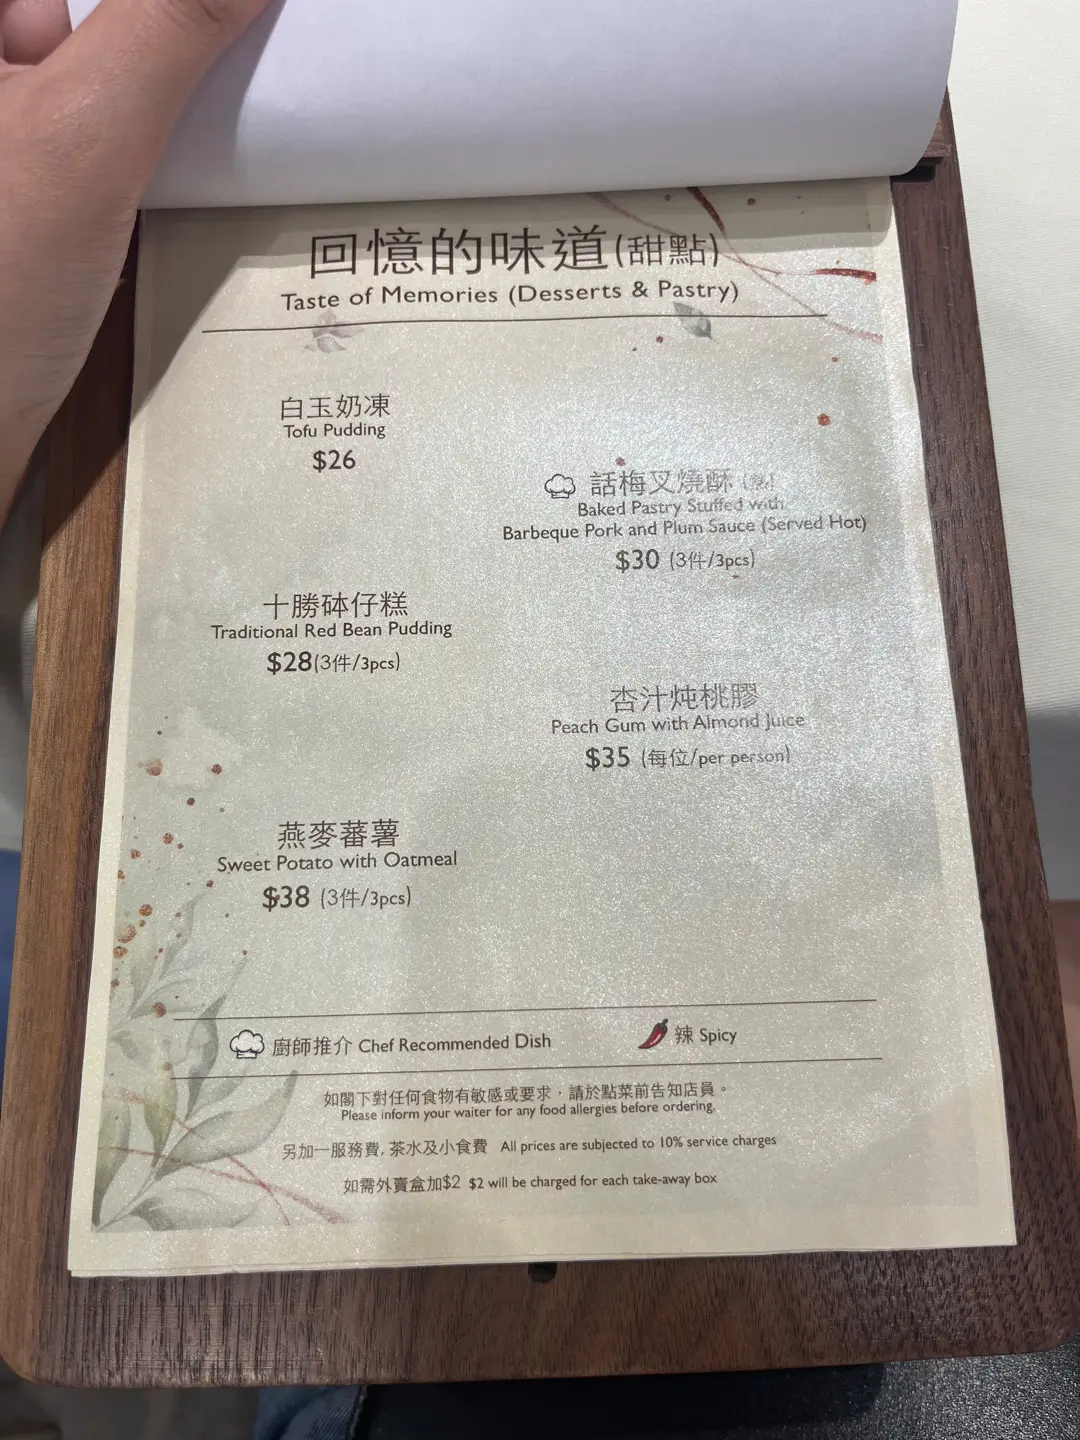 回憶的味道(甜點)
Taste of Memories (Desserts & Pastry)
白玉奶凍
Tofu Pudding
$26
話梅叉燒酥 (熱)
Baked Pastry Stuffed with
Barbeque Pork and Plum Sauce (Served Hot)
$30 (3件/3pcs)
十勝砵仔糕
Traditional Red Bean Pudding
$28(3件/3pcs)
杏汁炖桃膠
Peach Gum with Almond Juice
$35 (每位/per person)
燕麥蕃薯
Sweet Potato with Oatmeal
$38 (3件/3pcs)
廚師推介 Chef Recommended Dish
辣 Spicy
如閣下對任何食物有敏感或要求，請於點菜前告知店員。
Please inform your waiter for any food allergies before ordering.
另加一服務費, 茶水及小食費 All prices are subjected to 10% service charges
如需外賣盒加$2 $2 will be charged for each take-away box